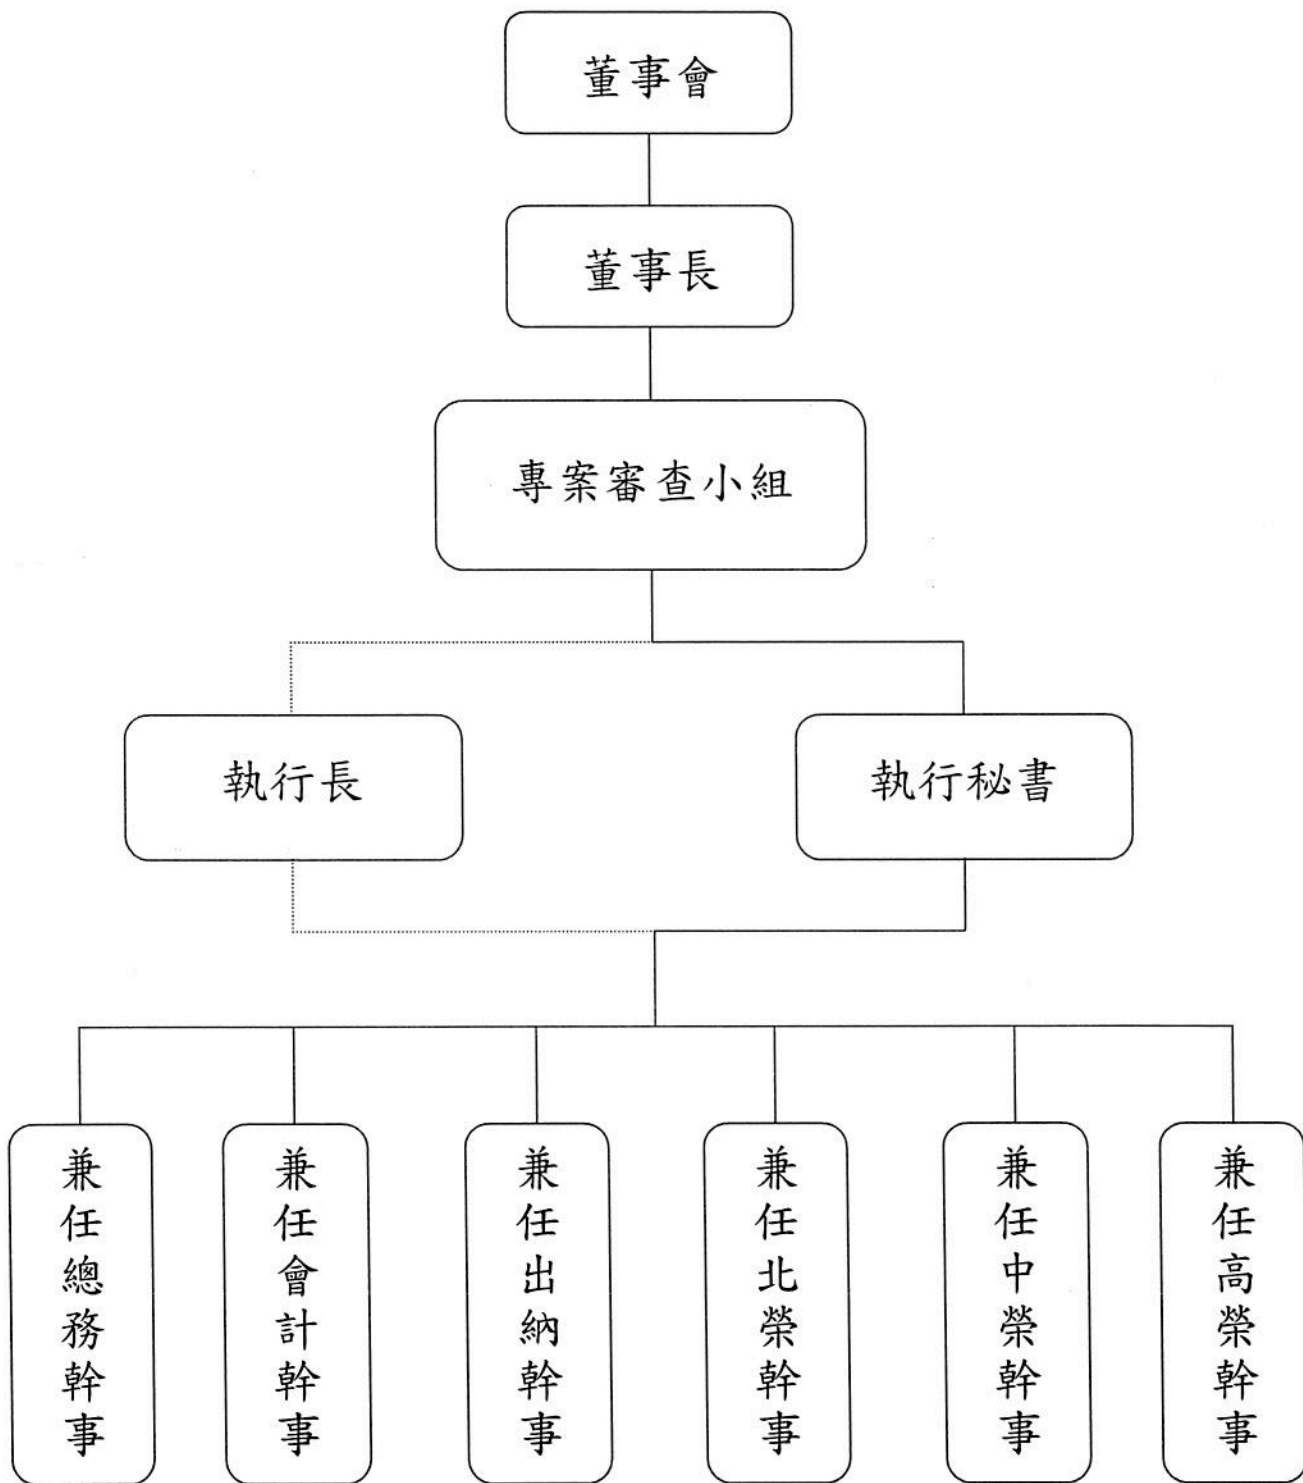 董事會
董事長
專案審查小組
執行長
執行秘書
兼任總務幹事
兼任會計幹事
兼任出納幹事
兼任北榮幹事
兼任中榮幹事
兼任高榮幹事